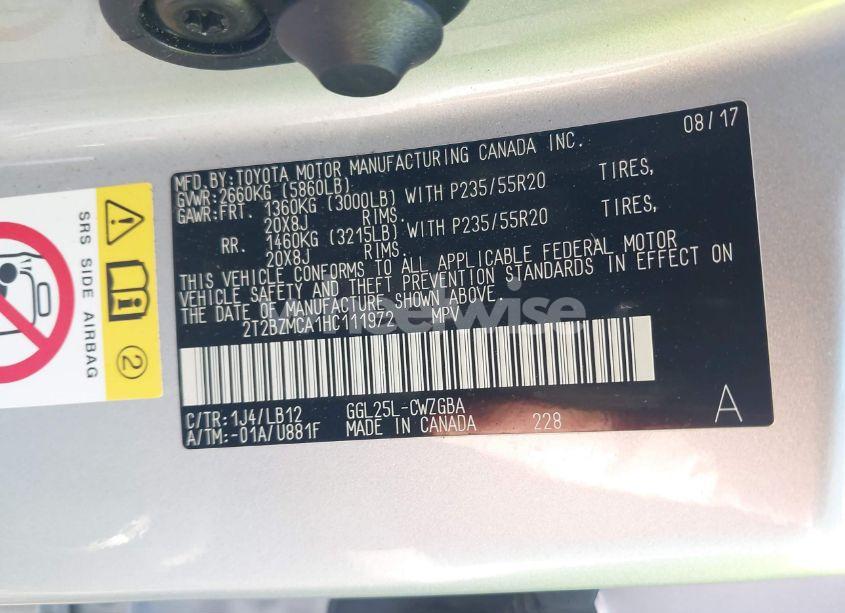 08/17
MFD.BY:TOYOTA MOTOR MANUFACTURING CANADA INC.
GVWR:2660KG (5860LB)
GAWR:FRT. 1360KG (3000LB) WITH P235/55R20 TIRES,
20X8J RIMS.
RR. 1460KG (3215LB) WITH P235/55R20 TIRES,
20X8J RIMS.
THIS VEHICLE CONFORMS TO ALL APPLICABLE FEDERAL MOTOR
VEHICLE SAFETY AND THEFT PREVENTION STANDARDS IN EFFECT ON
THE DATE OF MANUFACTURE SHOWN ABOVE.
2T2BZMCA1HC111972 MPV
C/TR:1J4/LB12 GGL25L-CWZGBA
A/TM:-01A/U881F MADE IN CANADA 228
A
SRS SIDE AIRBAG
2
wheelwise